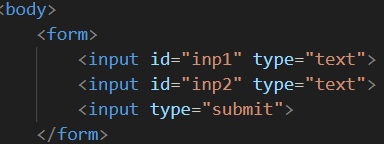 <body>
<form>
<input id="inp1" type="text">
<input id="inp2" type="text">
<input type="submit">
</form>